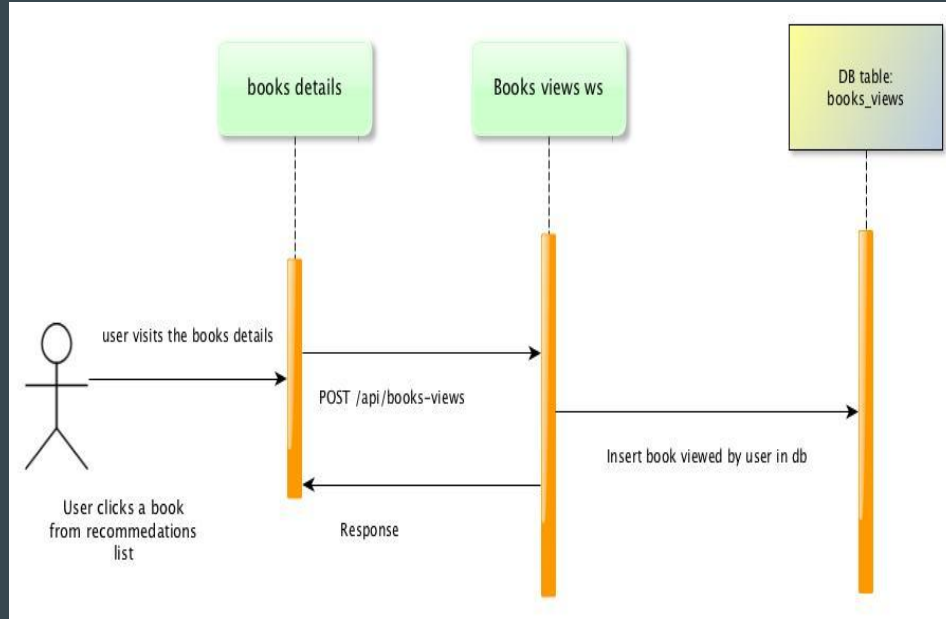 books details
Books views ws
DB table:
books_views
user visits the books details
POST /api/books-views
Insert book viewed by user in db
Response
User clicks a book
from recommedations
list